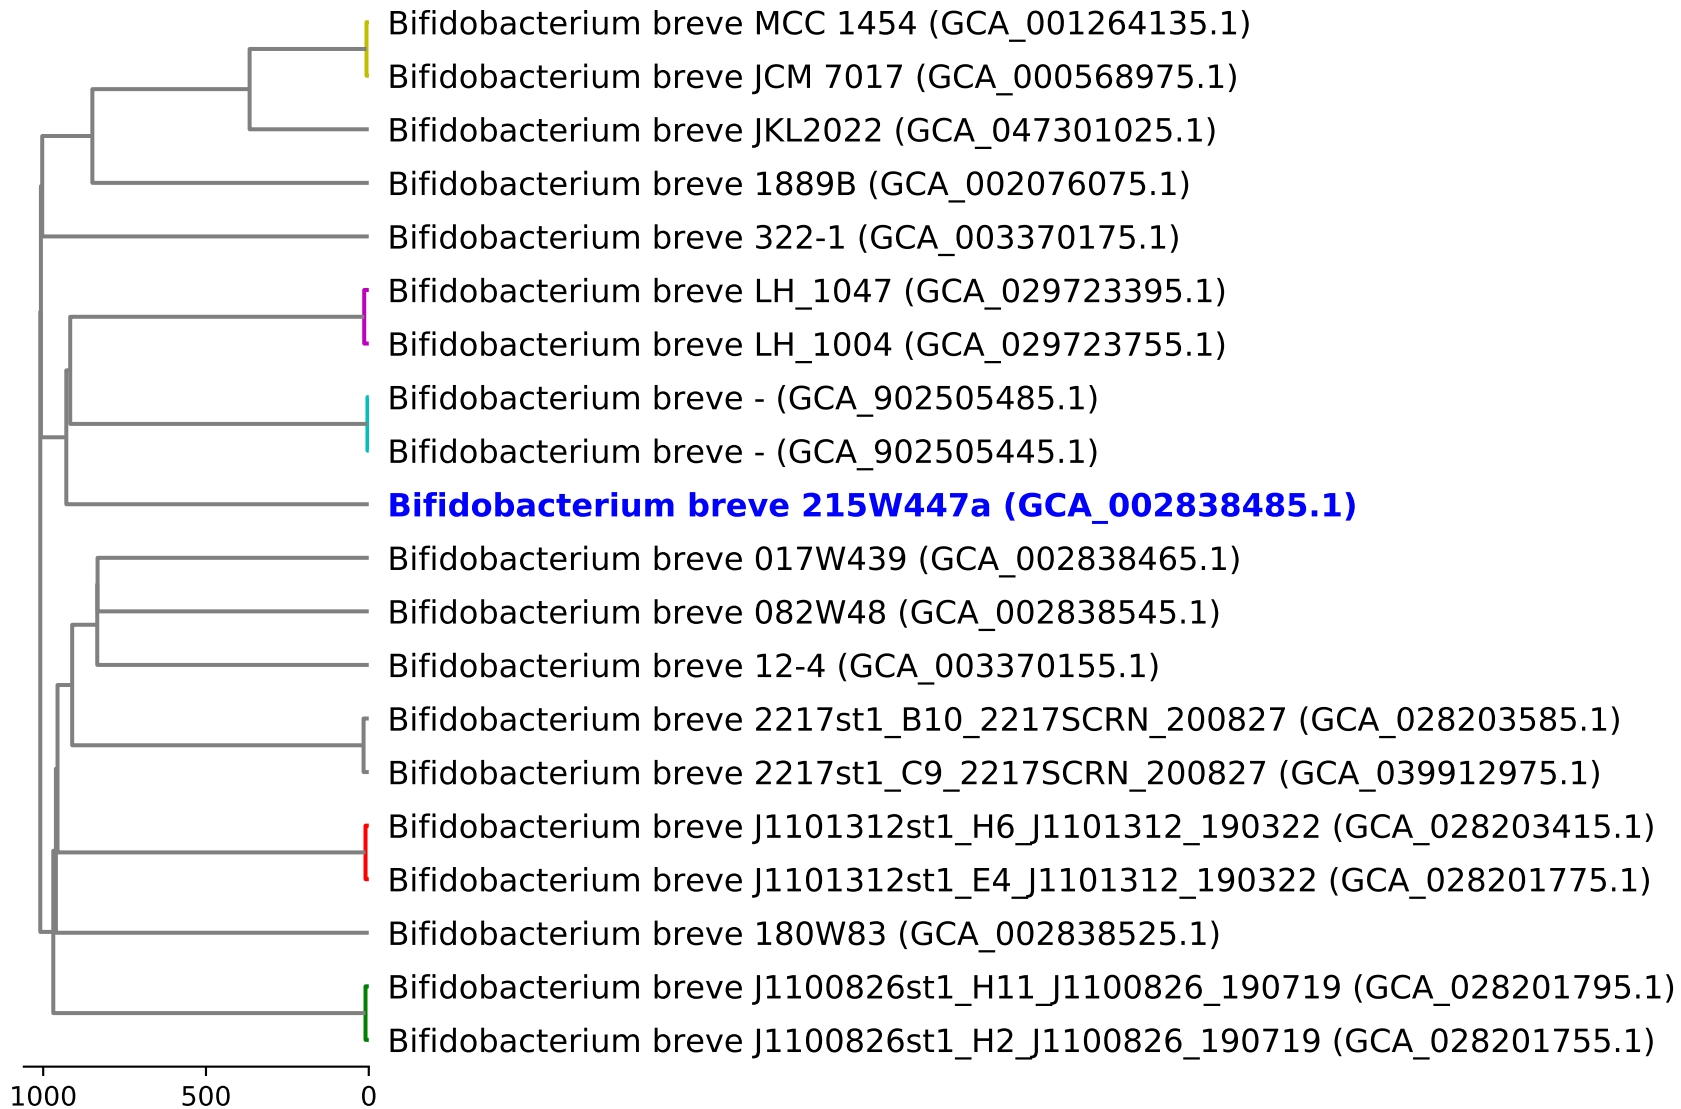 Bifidobacterium breve MCC 1454 (GCA_001264135.1)
Bifidobacterium breve JCM 7017 (GCA_000568975.1)
Bifidobacterium breve JKL2022 (GCA_047301025.1)
Bifidobacterium breve 1889B (GCA_002076075.1)
Bifidobacterium breve 322-1 (GCA_003370175.1)
Bifidobacterium breve LH_1047 (GCA_029723395.1)
Bifidobacterium breve LH_1004 (GCA_029723755.1)
Bifidobacterium breve - (GCA_902505485.1)
Bifidobacterium breve - (GCA_902505445.1)
Bifidobacterium breve 215W447a (GCA_002838485.1)
Bifidobacterium breve 017W439 (GCA_002838465.1)
Bifidobacterium breve 082W48 (GCA_002838545.1)
Bifidobacterium breve 12-4 (GCA_003370155.1)
Bifidobacterium breve 2217st1_B10_2217SCRN_200827 (GCA_028203585.1)
Bifidobacterium breve 2217st1_C9_2217SCRN_200827 (GCA_039912975.1)
Bifidobacterium breve J1101312st1_H6_J1101312_190322 (GCA_028203415.1)
Bifidobacterium breve J1101312st1_E4_J1101312_190322 (GCA_028201775.1)
Bifidobacterium breve 180W83 (GCA_002838525.1)
Bifidobacterium breve J1100826st1_H11_J1100826_190719 (GCA_028201795.1)
Bifidobacterium breve J1100826st1_H2_J1100826_190719 (GCA_028201755.1)
1000 500 0